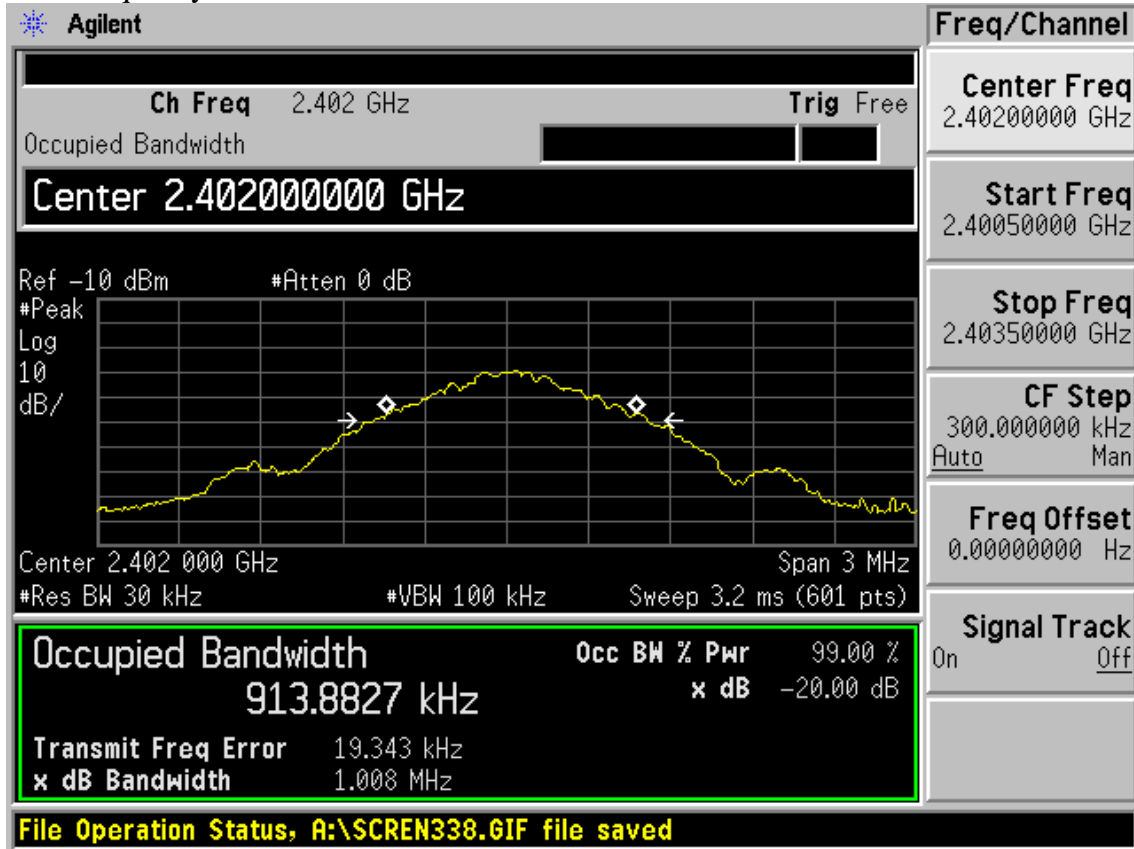 Agilent
Freq/Channel
Ch Freq 2.402 GHz Trig Free
Occupied Bandwidth
Center 2.402000000 GHz
Ref -10 dBm #Atten 0 dB
#Peak
Log
10
dB/
Center 2.402 000 GHz Span 3 MHz
#Res BW 30 kHz #VBW 100 kHz Sweep 3.2 ms (601 pts)
Occupied Bandwidth Occ BW % Pwr 99.00 %
913.8827 kHz x dB -20.00 dB
Transmit Freq Error 19.343 kHz
x dB Bandwidth 1.008 MHz
File Operation Status, A:\SCREN338.GIF file saved
Center Freq
2.40200000 GHz
Start Freq
2.40050000 GHz
Stop Freq
2.40350000 GHz
CF Step
300.000000 kHz
Auto Man
Freq Offset
0.00000000 Hz
Signal Track
On Off